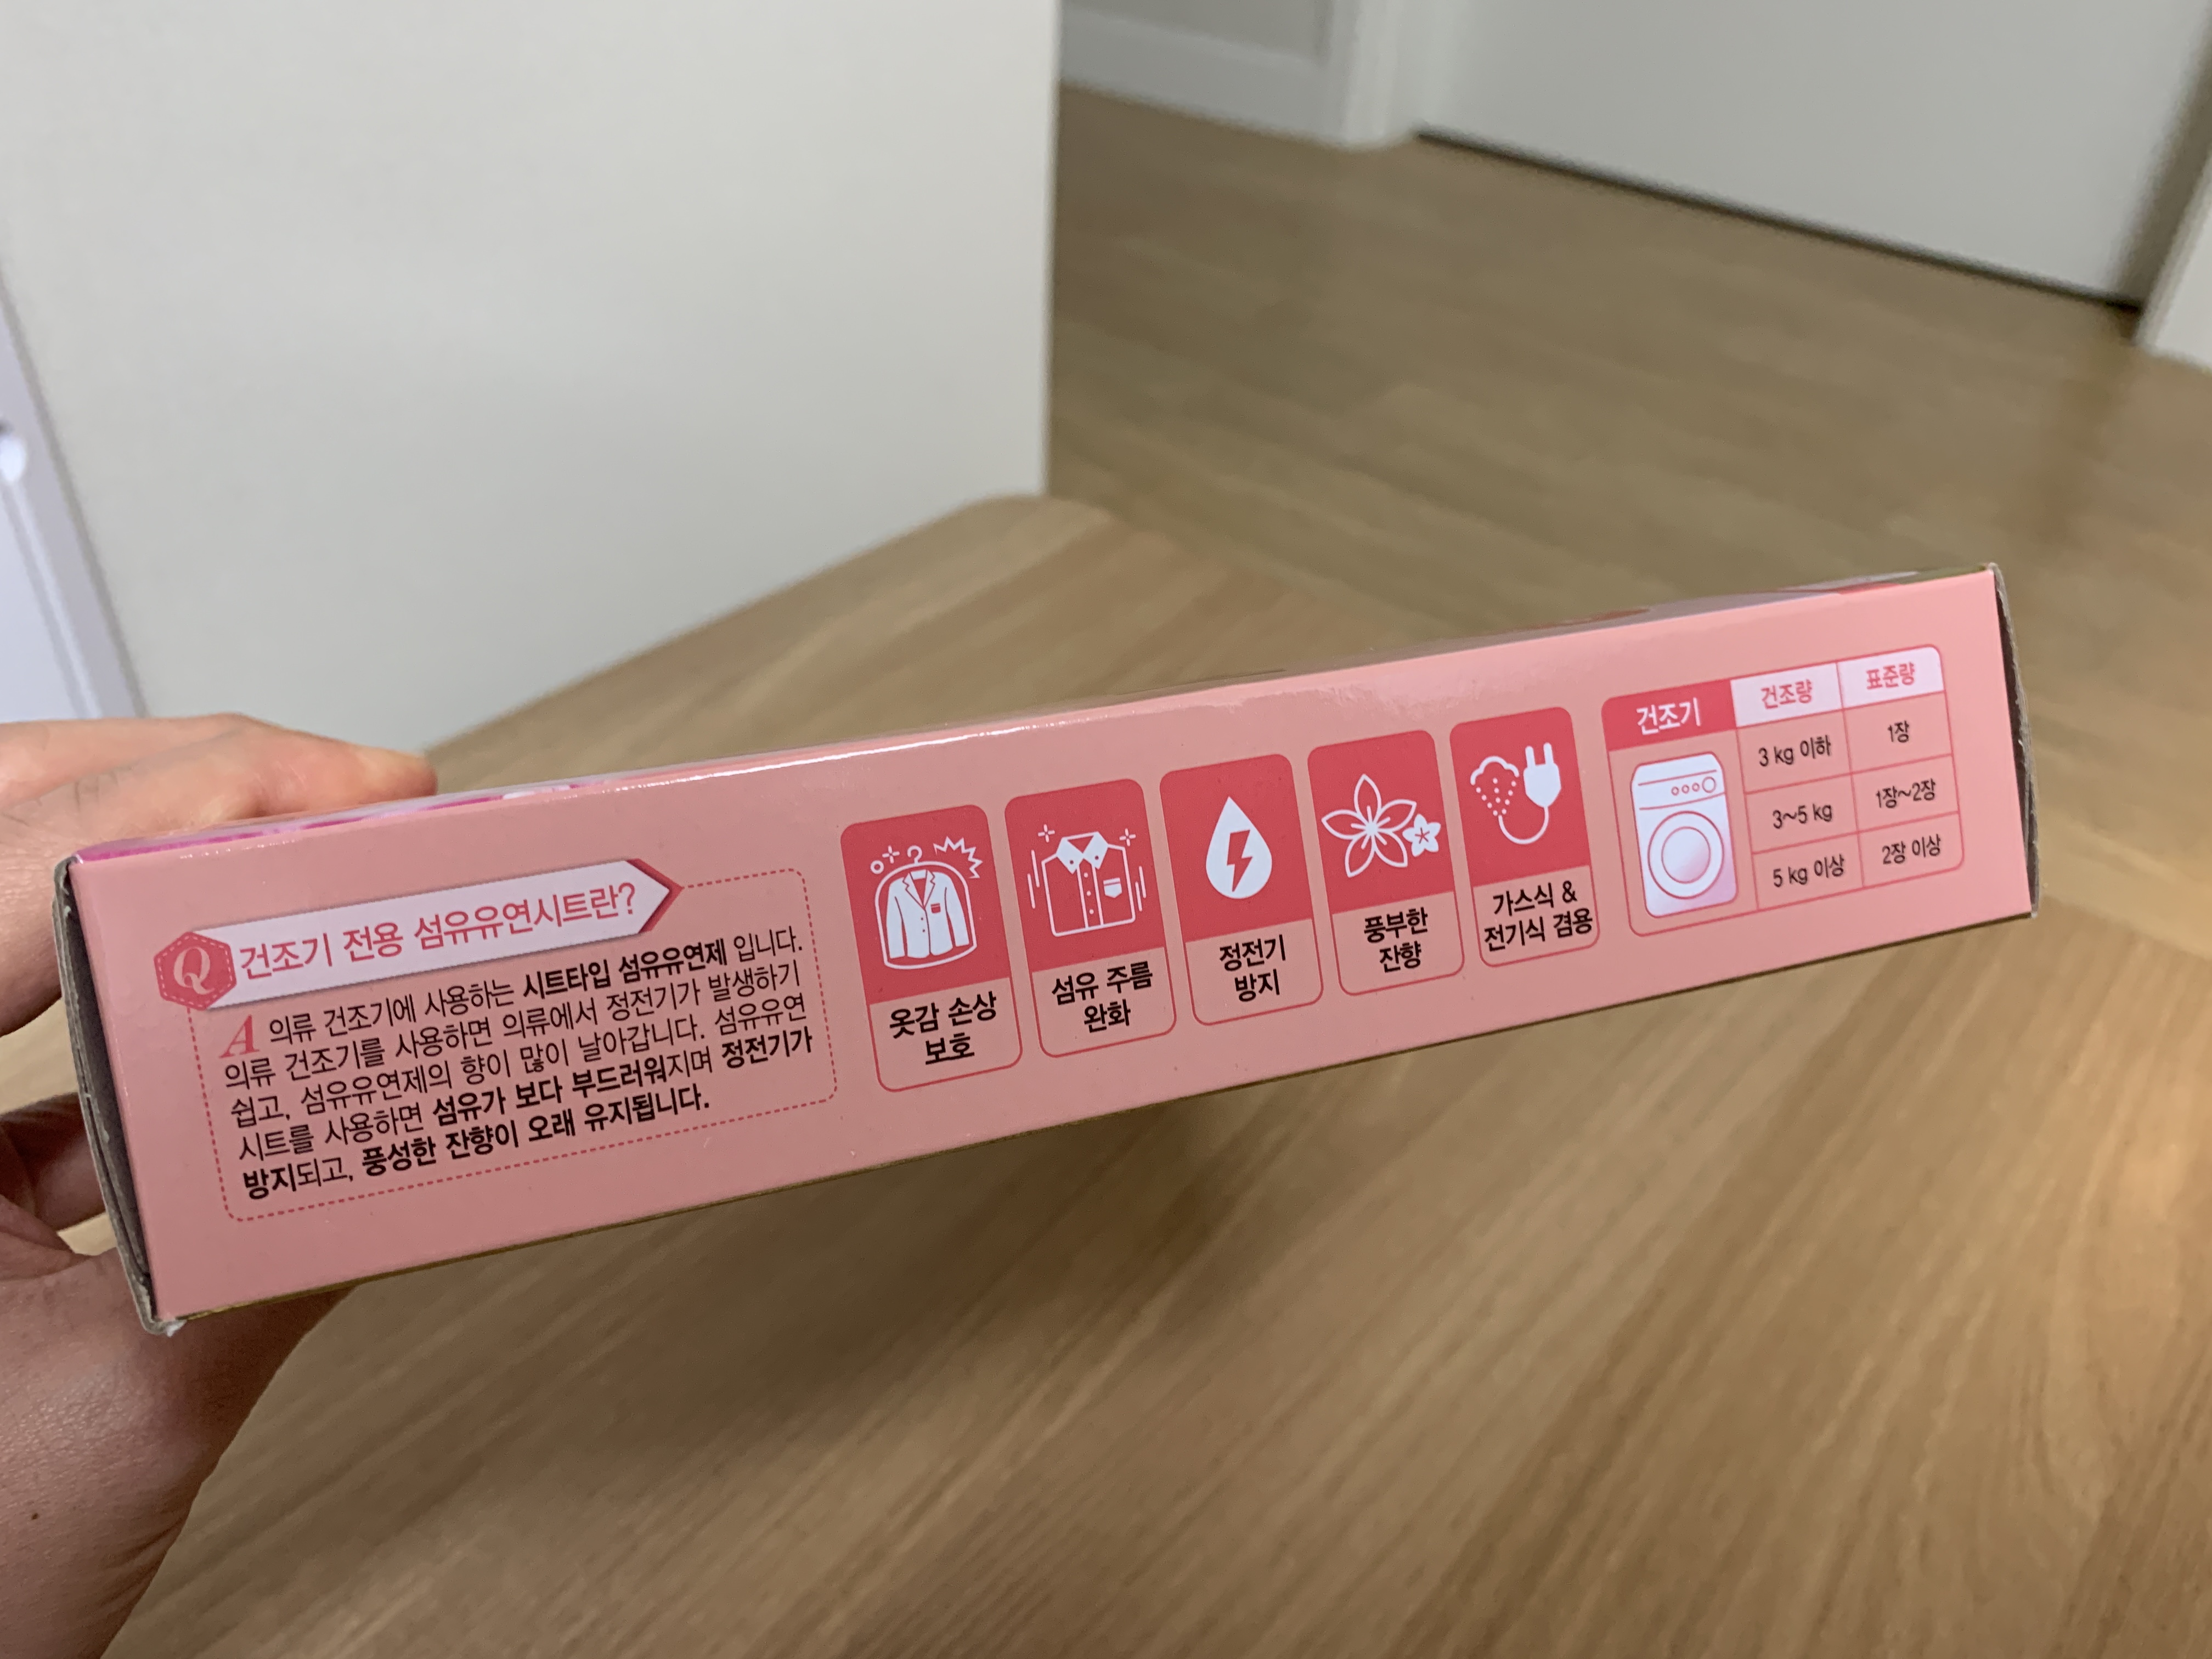 Q 건조기 전용 섬유유연시트란?
A 의류 건조기에 사용하는 시트타입 섬유유연제 입니다.
의류 건조기를 사용하면 의류에서 정전기가 발생하기
쉽고, 섬유유연제의 향이 많이 날아갑니다. 섬유유연
시트를 사용하면 섬유가 보다 부드러워지며 정전기가
방지되고, 풍성한 잔향이 오래 유지됩니다.
옷감 손상
보호
섬유 주름
완화
정전기
방지
풍부한
잔향
가스식 &
전기식 겸용
건조기 건조량 표준량
3 kg 이하 1장
3~5 kg 1장~2장
5 kg 이상 2장 이상